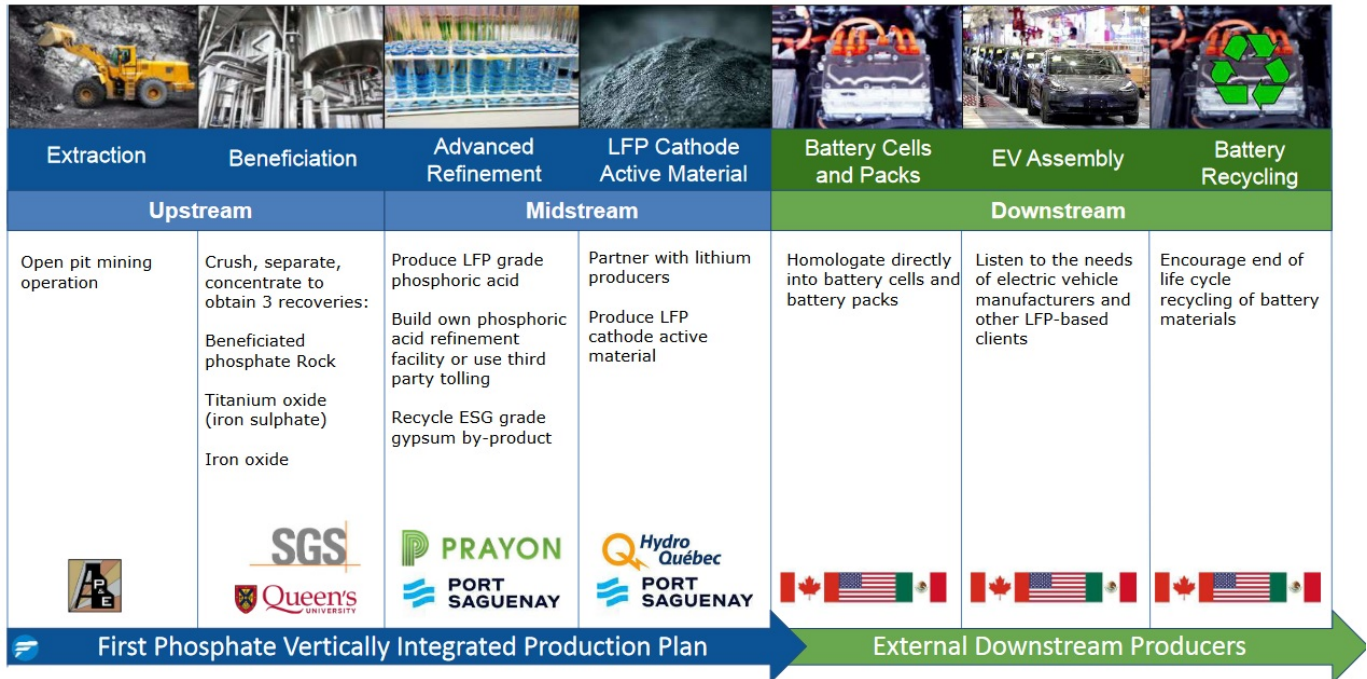 Extraction
Beneficiation
Advanced
Refinement
LFP Cathode
Active Material
Battery Cells
and Packs
EV Assembly
Battery
Recycling
Upstream
Midstream
Downstream
Open pit mining
operation
Crush, separate,
concentrate to
obtain 3 recoveries:
Beneficiated
phosphate Rock
Titanium oxide
(iron sulphate)
Iron oxide
Produce LFP grade
phosphoric acid
Build own phosphoric
acid refinement
facility or use third
party tolling
Recycle ESG grade
gypsum by-product
Partner with lithium
producers
Produce LFP
cathode active
material
Homologate directly
into battery cells and
battery packs
Listen to the needs
of electric vehicle
manufacturers and
other LFP-based
clients
Encourage end of
life cycle
recycling of battery
materials
A P&E
SGS
Queen's
UNIVERSITY
PRAYON
PORT
SAGUENAY
Hydro
Québec
PORT
SAGUENAY
First Phosphate Vertically Integrated Production Plan
External Downstream Producers